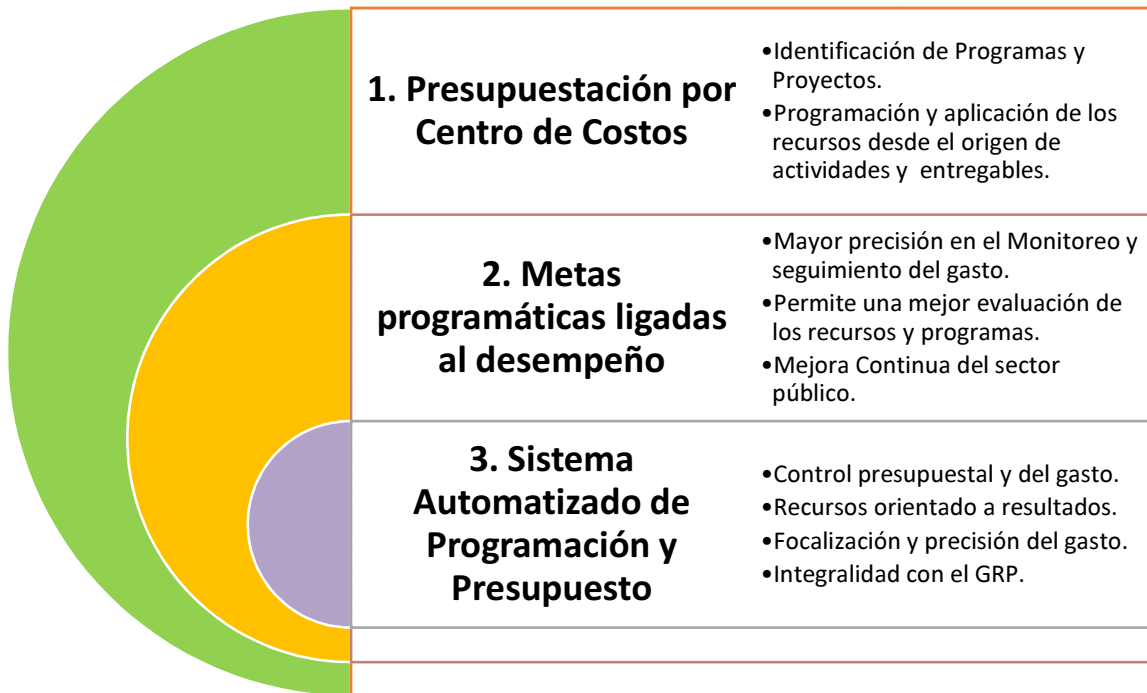 1. Presupuestación por
Centro de Costos
•Identificación de Programas y
Proyectos.
•Programación y aplicación de los
recursos desde el origen de
actividades y  entregables.
2. Metas
programáticas ligadas
al desempeño
•Mayor precisión en el Monitoreo y
seguimiento del gasto.
•Permite una mejor evaluación de
los recursos y programas.
•Mejora Continua del sector
público.
3. Sistema
Automatizado de
Programación y
Presupuesto
•Control presupuestal y del gasto.
•Recursos orientado a resultados.
•Focalización y precisión del gasto.
•Integralidad con el GRP.